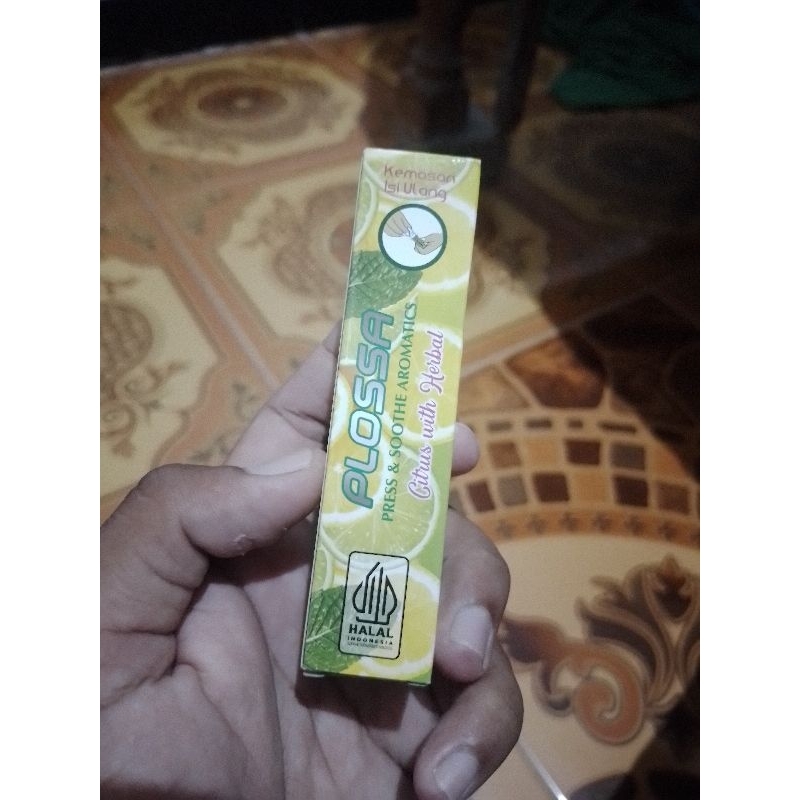 Kemasan
Isi Ulang
PLOSSA
PRESS & SOOTHE AROMATICS
Citrus with Herbal
HALAL
INDONESIA